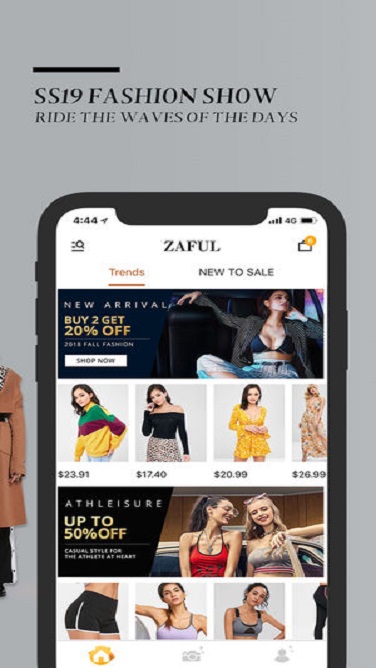 SS19 FASHION SHOW
RIDE THE WAVES OF THE DAYS
4:44
4G
ZAFUL
6
Trends NEW TO SALE
NEW ARRIVAL
BUY 2 GET
20% OFF
2018 FALL FASHION
SHOP NOW
$23.91 $17.40 $20.99 $26.99
ATHLEISURE
UP TO
50%OFF
CASUAL STYLE FOR
THE ATHLETE AT HEART